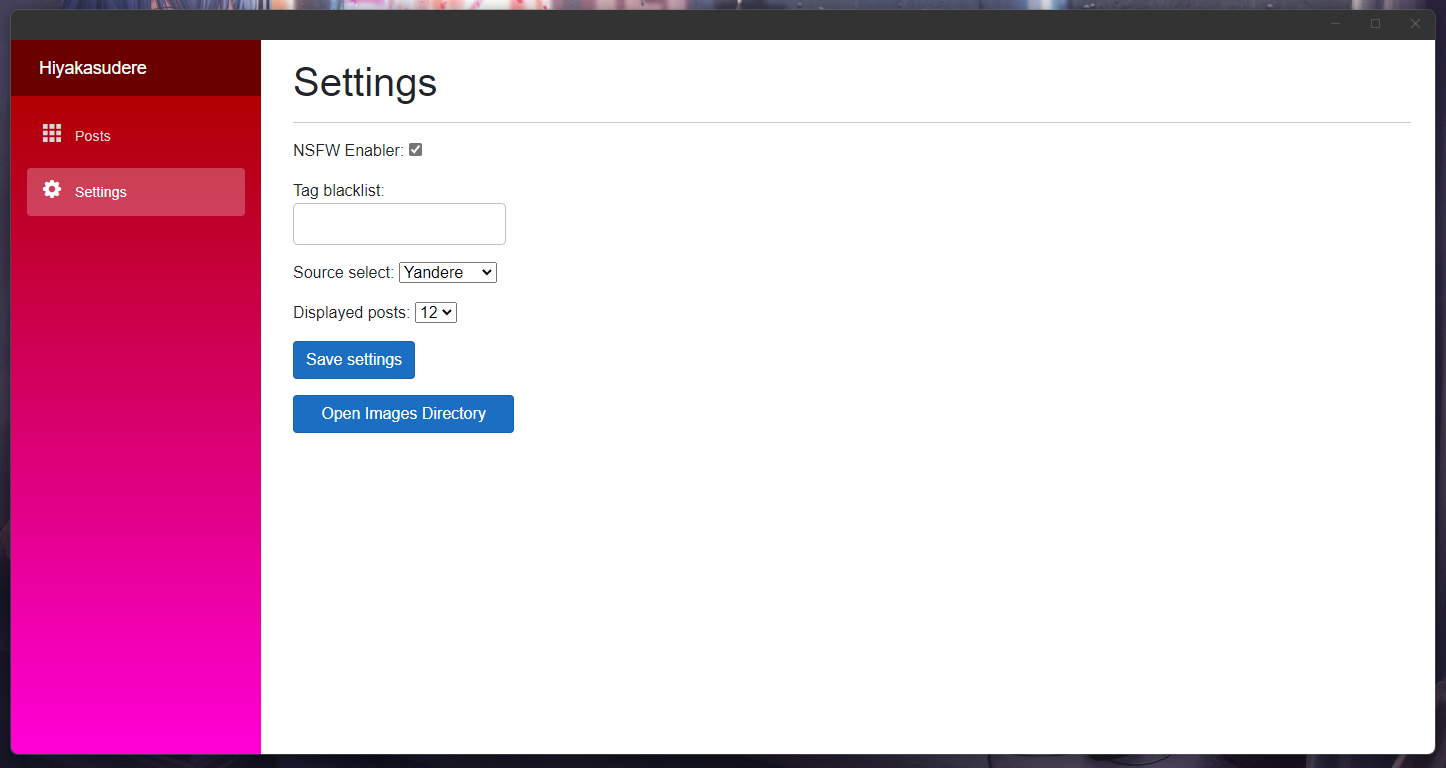 Hiyakasudere
Posts
Settings
Settings
NSFW Enabler:
Tag blacklist:
Source select: Yandere
Displayed posts: 12
Save settings
Open Images Directory